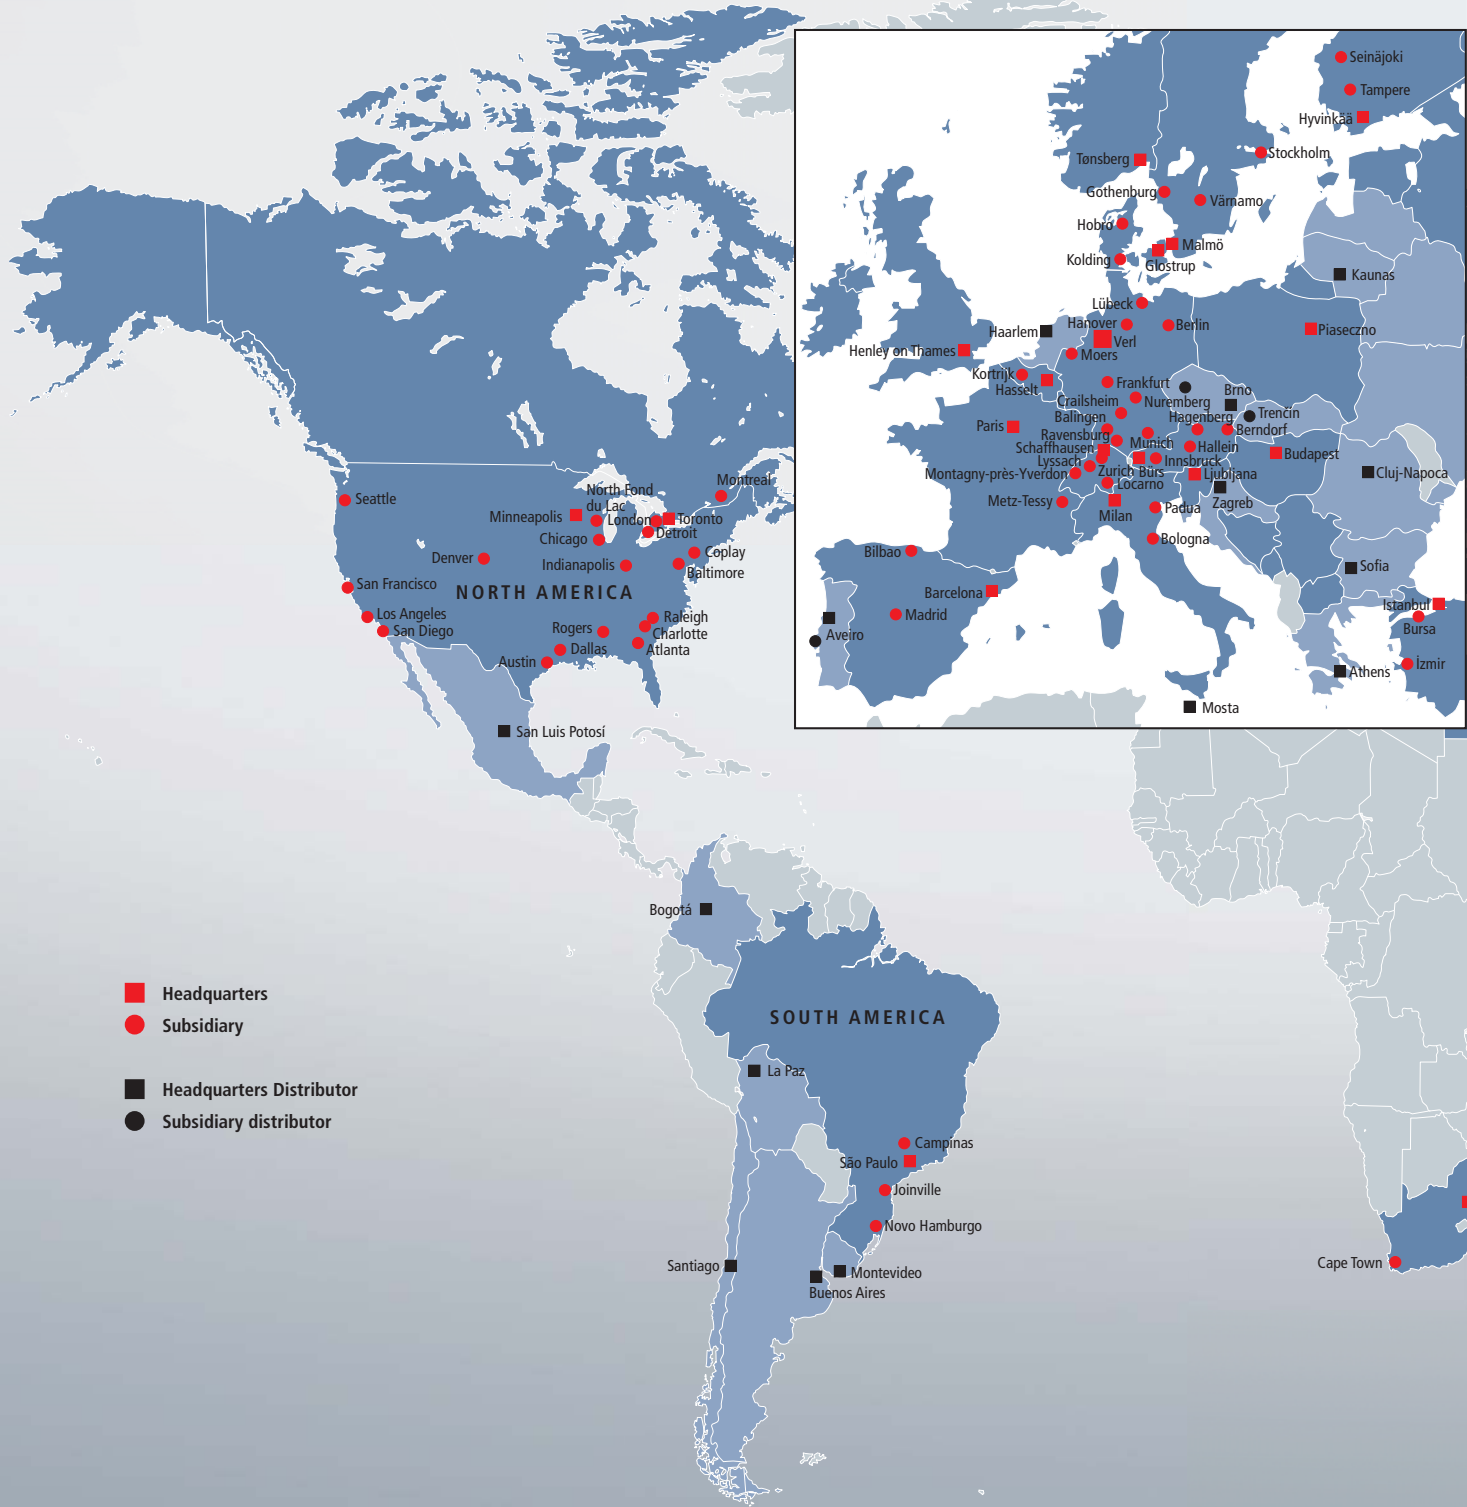 Seinäjoki
Tampere
Hyvinkää
Stockholm
Tønsberg
Gothenburg
Värnamo
Hobro
Malmö
Kolding
Glostrup
Kaunas
Lübeck
Hanover
Berlin
Haarlem
Piaseczno
Verl
Henley on Thames
Moers
Kortrijk
Frankfurt
Hasselt
Brno
Crailsheim
Nuremberg
Trenčín
Balingen
Hagenberg
Paris
Berndorf
Ravensburg
Munich
Schaffhausen
Hallein
Budapest
Lyssach
Innsbruck
Zurich
Bürs
Montagny-près-Yverdon
Ljubljana
Cluj-Napoca
Locarno
Metz-Tessy
Zagreb
Padua
Milan
Bologna
Bilbao
Sofia
Barcelona
Istanbul
Madrid
Bursa
Aveiro
İzmir
Athens
Mosta
Montreal
North Fond
du Lac
Seattle
Minneapolis
London
Toronto
Detroit
Chicago
Coplay
Denver
Indianapolis
Baltimore
San Francisco
NORTH AMERICA
Los Angeles
Raleigh
San Diego
Rogers
Charlotte
Dallas
Atlanta
Austin
San Luis Potosí
Bogotá
Headquarters
Subsidiary
Headquarters Distributor
Subsidiary distributor
SOUTH AMERICA
La Paz
Campinas
São Paulo
Joinville
Novo Hamburgo
Santiago
Montevideo
Buenos Aires
Cape Town